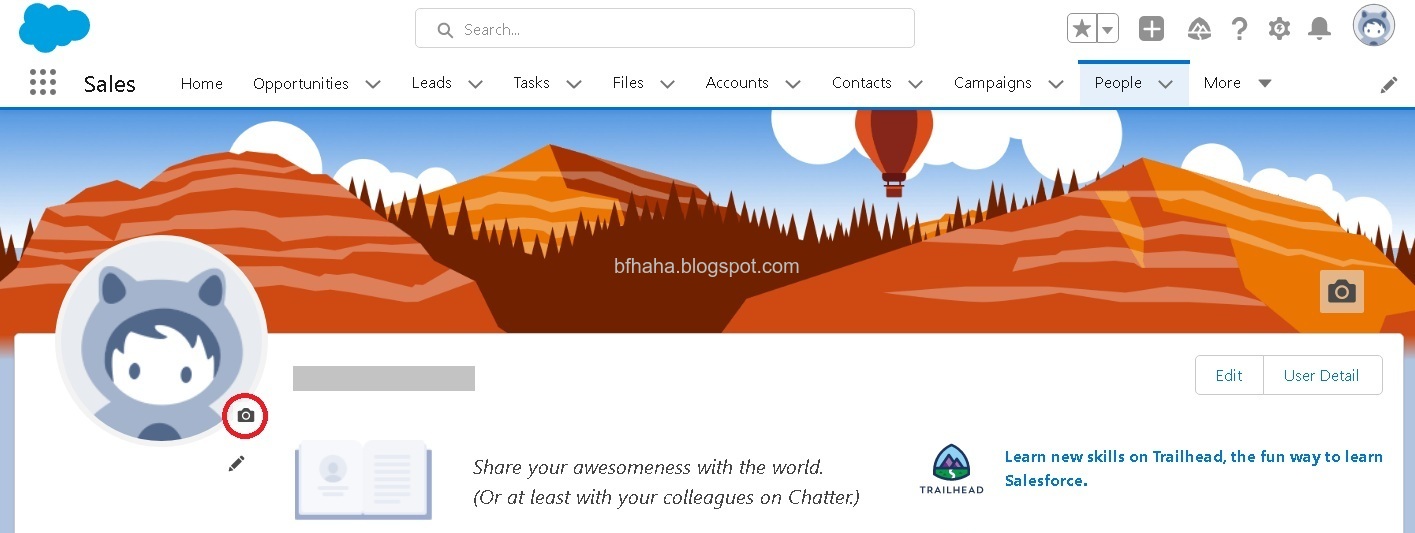 Search...
Sales Home Opportunities Leads Tasks Files Accounts Contacts Campaigns People More
bfhaha.blogspot.com
Edit User Detail
Share your awesomeness with the world.
(Or at least with your colleagues on Chatter.)
TRAILHEAD
Learn new skills on Trailhead, the fun way to learn
Salesforce.